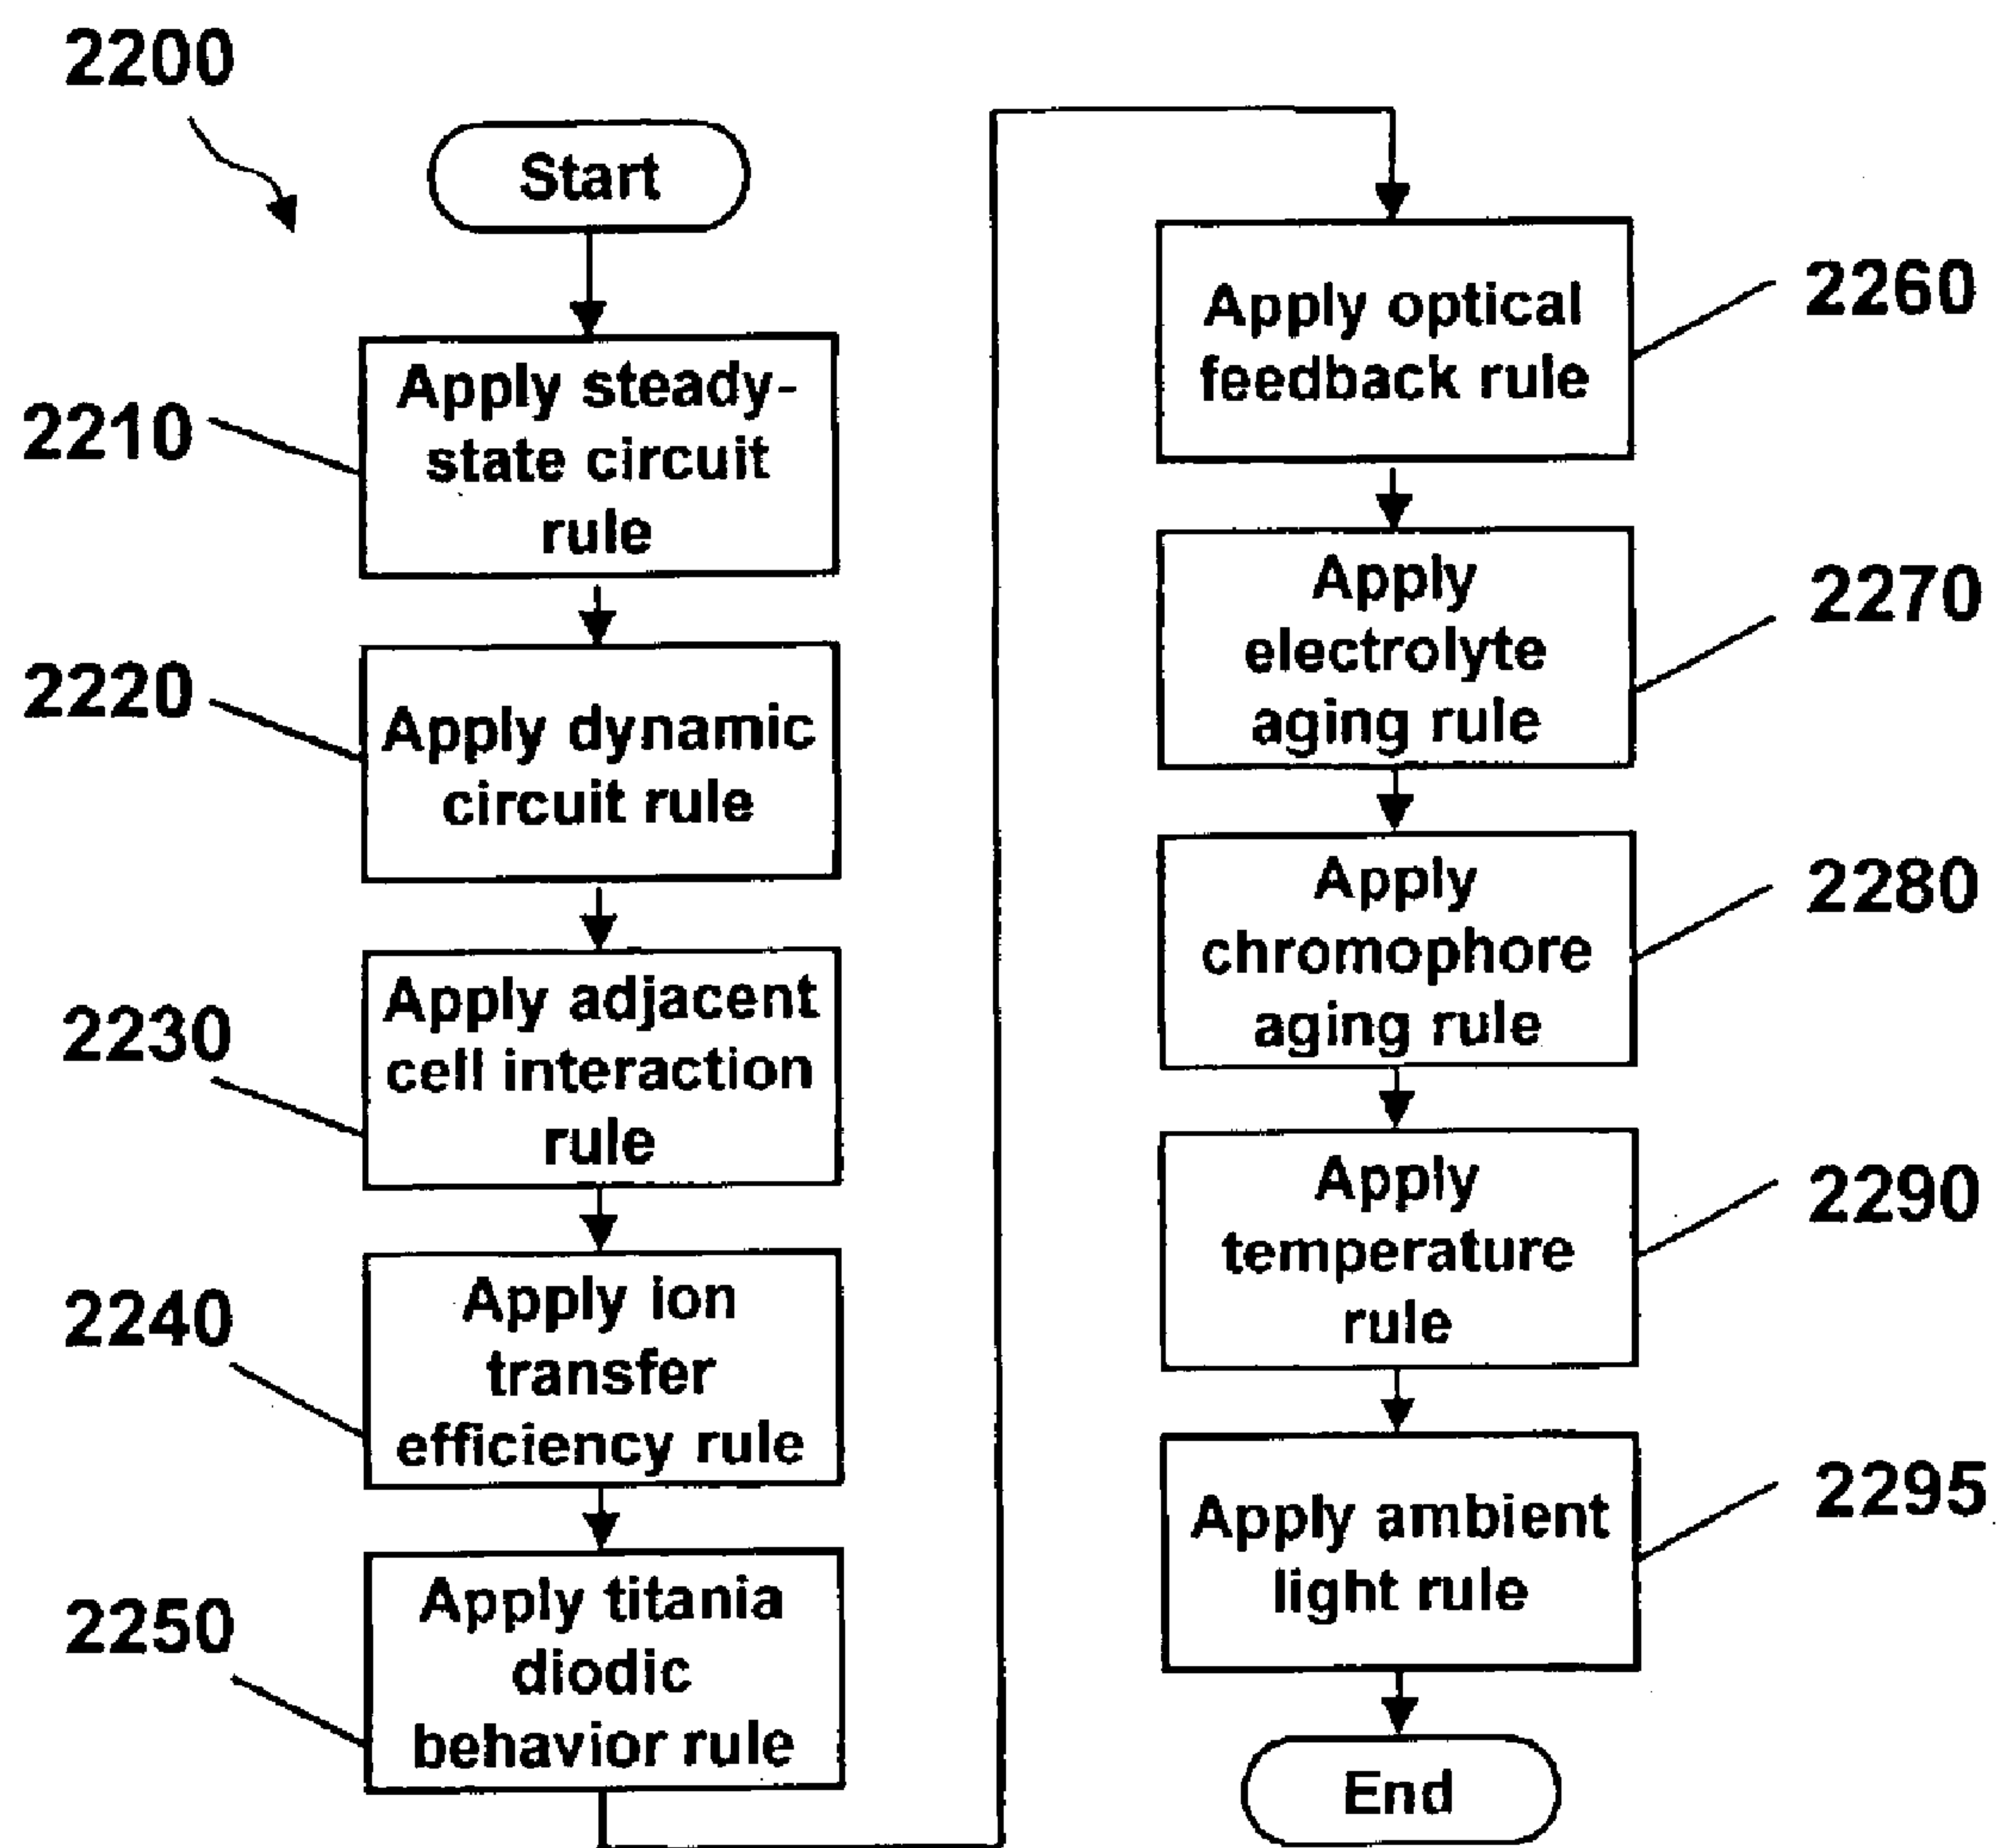 2200
Start
2210
Apply steady-
state circuit
rule
2220
Apply dynamic
circuit rule
2230
Apply adjacent
cell interaction
rule
2240
Apply ion
transfer
efficiency rule
2250
Apply titania
diodic
behavior rule
Apply optical
feedback rule
2260
Apply
electrolyte
aging rule
2270
Apply
chromophore
aging rule
2280
Apply
temperature
rule
2290
Apply ambient
light rule
2295
End